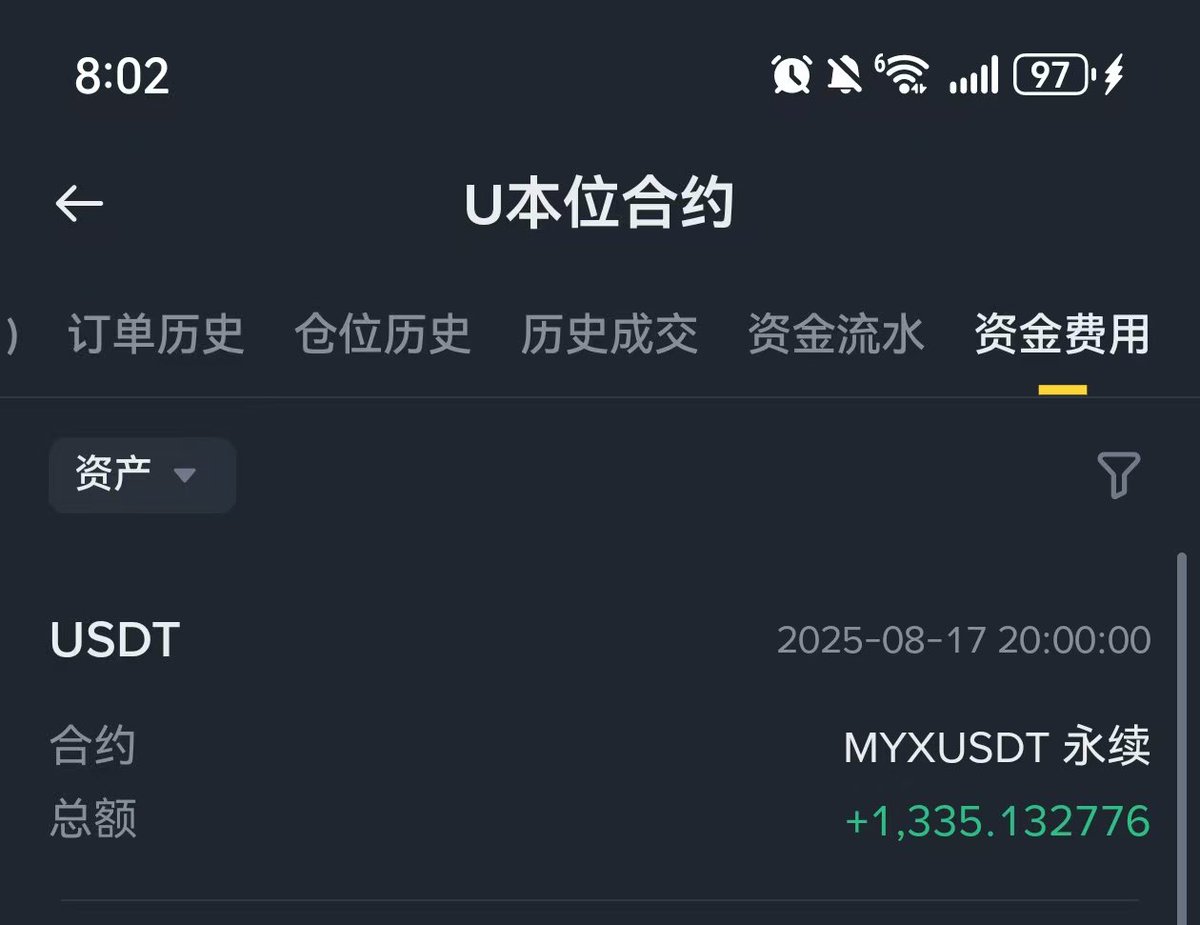 8:02
6
97
U本位合约
) 订单历史 仓位历史 历史成交 资金流水 资金费用
资产
USDT 2025-08-17 20:00:00
合约 MYXUSDT 永续
总额 +1,335.132776